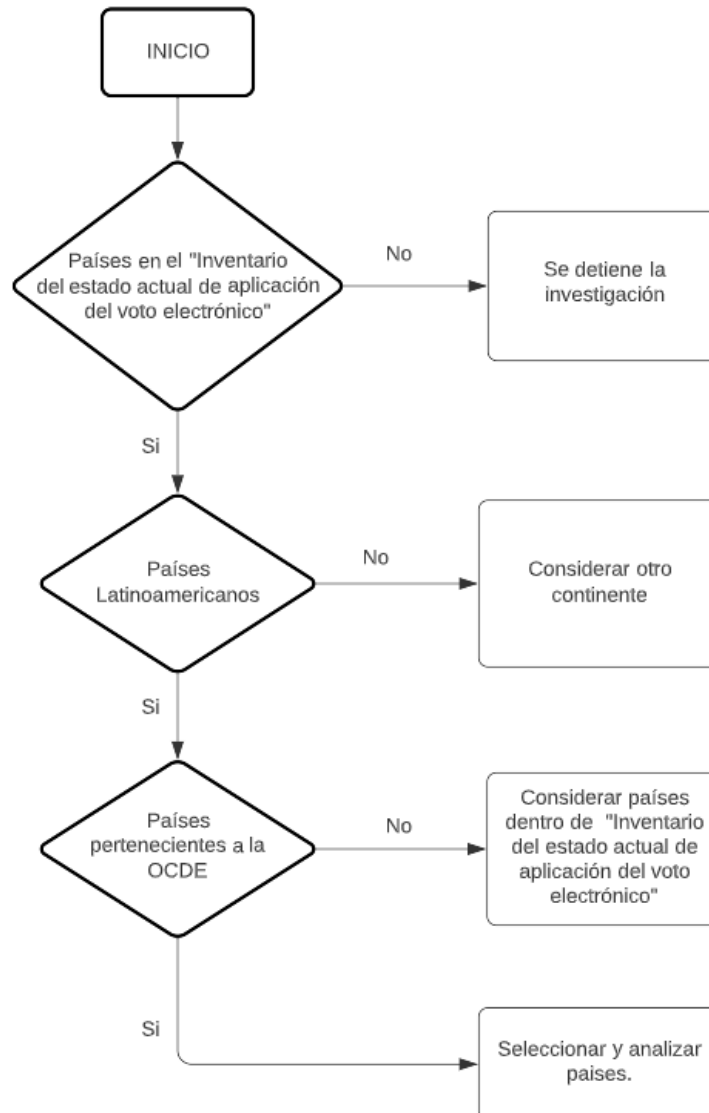 INICIO
Países en el "Inventario
del estado actual de aplicación
del voto electrónico"
No
Se detiene la
investigación
Si
Países
Latinoamericanos
No
Considerar otro
continente
Si
Países
pertenecientes a la
OCDE
No
Considerar países
dentro de "Inventario
del estado actual de
aplicación del voto
electrónico"
Si
Seleccionar y analizar
paises.